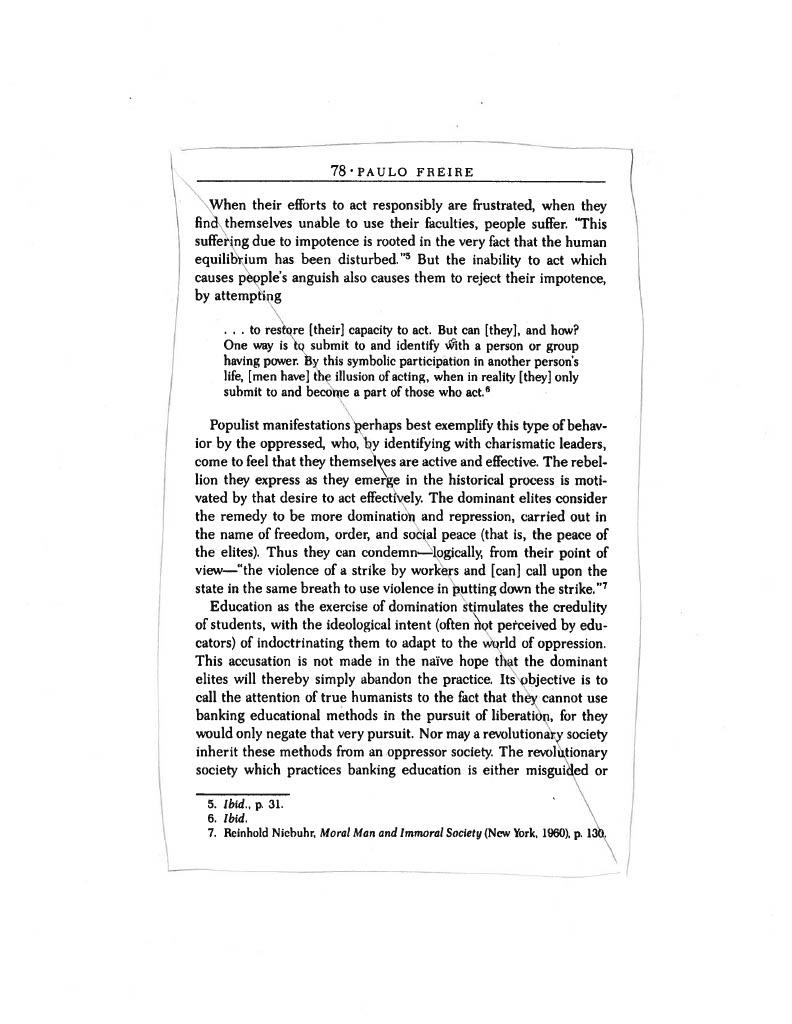 78 · PAULO FREIRE
When their efforts to act responsibly are frustrated, when they
find themselves unable to use their faculties, people suffer. "This
suffering due to impotence is rooted in the very fact that the human
equilibrium has been disturbed."5 But the inability to act which
causes people's anguish also causes them to reject their impotence,
by attempting
. . . to restore [their] capacity to act. But can [they], and how?
One way is to submit to and identify with a person or group
having power. By this symbolic participation in another person's
life, [men have] the illusion of acting, when in reality [they] only
submit to and become a part of those who act.6
Populist manifestations perhaps best exemplify this type of behav-
ior by the oppressed, who, by identifying with charismatic leaders,
come to feel that they themselves are active and effective. The rebel-
lion they express as they emerge in the historical process is moti-
vated by that desire to act effectively. The dominant elites consider
the remedy to be more domination and repression, carried out in
the name of freedom, order, and social peace (that is, the peace of
the elites). Thus they can condemn—logically, from their point of
view—"the violence of a strike by workers and [can] call upon the
state in the same breath to use violence in putting down the strike."7
Education as the exercise of domination stimulates the credulity
of students, with the ideological intent (often not perceived by edu-
cators) of indoctrinating them to adapt to the world of oppression.
This accusation is not made in the naïve hope that the dominant
elites will thereby simply abandon the practice. Its objective is to
call the attention of true humanists to the fact that they cannot use
banking educational methods in the pursuit of liberation, for they
would only negate that very pursuit. Nor may a revolutionary society
inherit these methods from an oppressor society. The revolutionary
society which practices banking education is either misguided or
5. Ibid., p. 31.
6. Ibid.
7. Reinhold Niebuhr, Moral Man and Immoral Society (New York, 1960), p. 130.